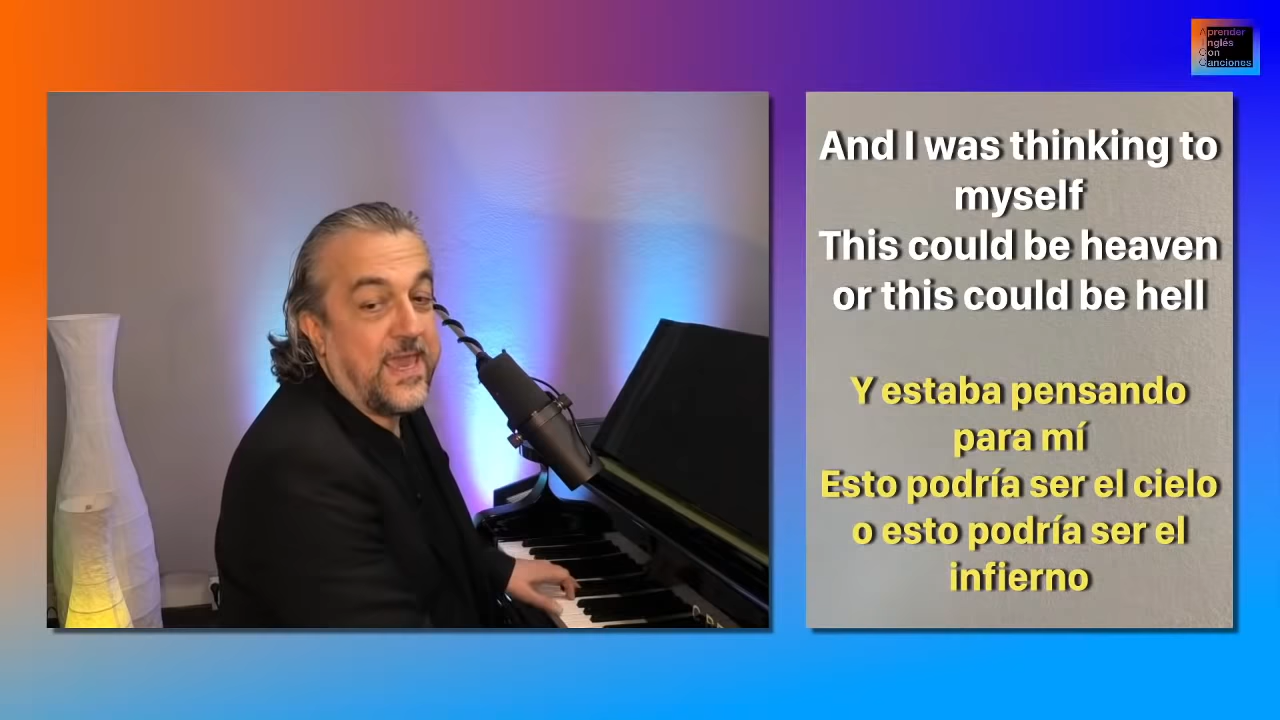 Aprender
Inglés
Con
Canciones
And I was thinking to
myself
This could be heaven
or this could be hell
Y estaba pensando
para mí
Esto podría ser el cielo
o esto podría ser el
infierno